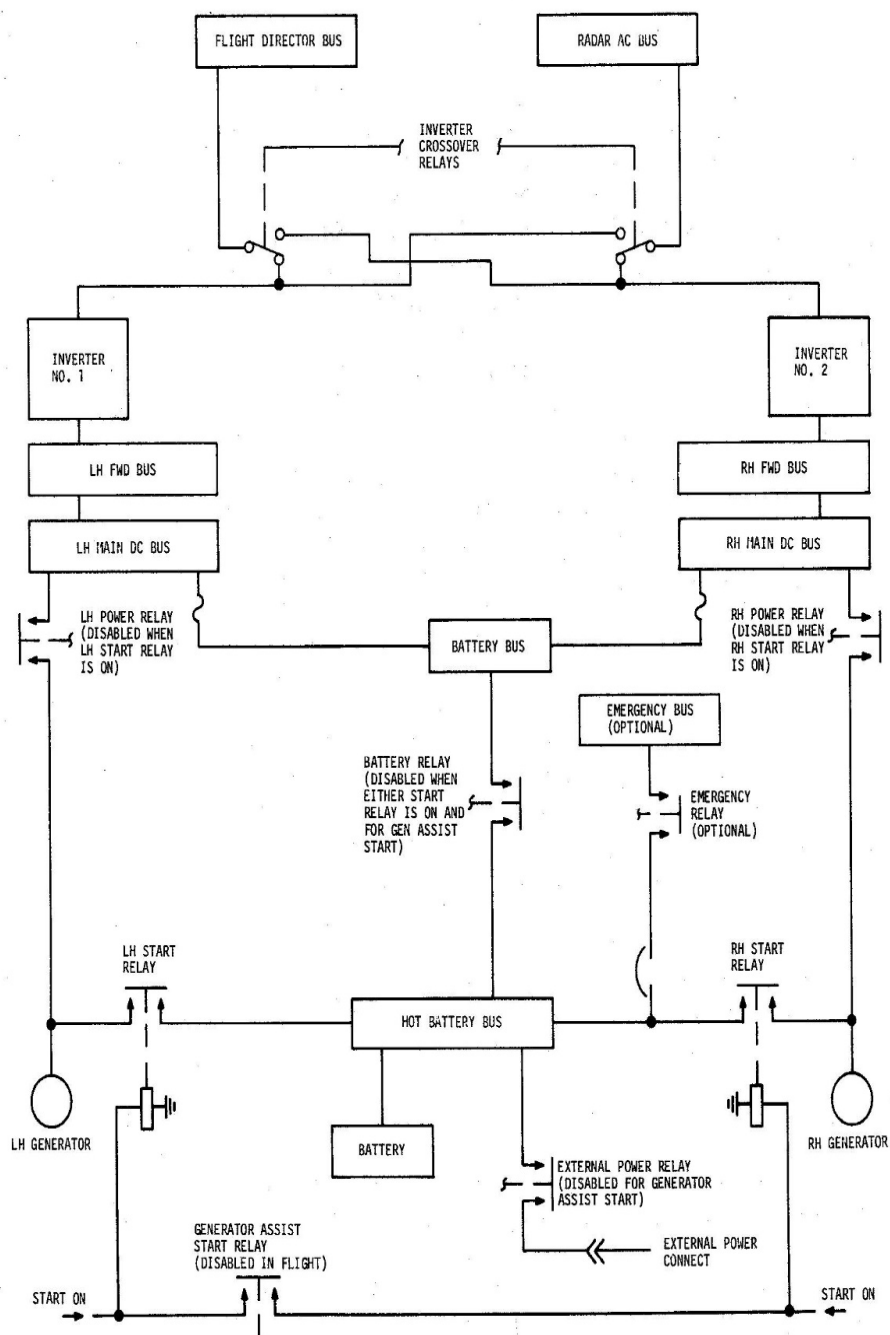 FLIGHT DIRECTOR BUS
RADAR AC BUS
INVERTER
CROSSOVER
RELAYS
INVERTER
NO. 1
INVERTER
NO. 2
LH FWD BUS
RH FWD BUS
LH MAIN DC BUS
RH MAIN DC BUS
LH POWER RELAY
(DISABLED WHEN
LH START RELAY
IS ON)
RH POWER RELAY
(DISABLED WHEN
RH START RELAY
IS ON)
BATTERY BUS
EMERGENCY BUS
(OPTIONAL)
BATTERY RELAY
(DISABLED WHEN
EITHER START
RELAY IS ON AND
FOR GEN ASSIST
START)
EMERGENCY
RELAY
(OPTIONAL)
LH START
RELAY
RH START
RELAY
HOT BATTERY BUS
LH GENERATOR
BATTERY
RH GENERATOR
EXTERNAL POWER RELAY
(DISABLED FOR GENERATOR
ASSIST START)
GENERATOR ASSIST
START RELAY
(DISABLED IN FLIGHT)
EXTERNAL POWER
CONNECT
START ON
START ON